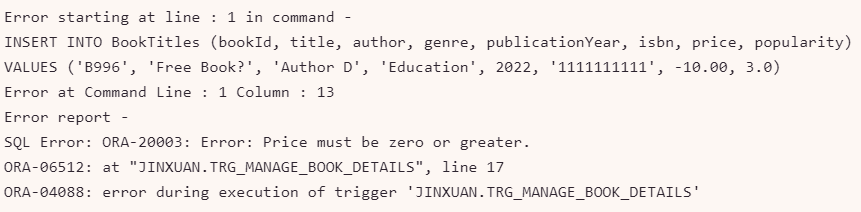 Error starting at line : 1 in command -
INSERT INTO BookTitles (bookId, title, author, genre, publicationYear, isbn, price, popularity)
VALUES ('B996', 'Free Book?', 'Author D', 'Education', 2022, '1111111111', -10.00, 3.0)
Error at Command Line : 1 Column : 13
Error report -
SQL Error: ORA-20003: Error: Price must be zero or greater.
ORA-06512: at "JINXUAN.TRG_MANAGE_BOOK_DETAILS", line 17
ORA-04088: error during execution of trigger 'JINXUAN.TRG_MANAGE_BOOK_DETAILS'